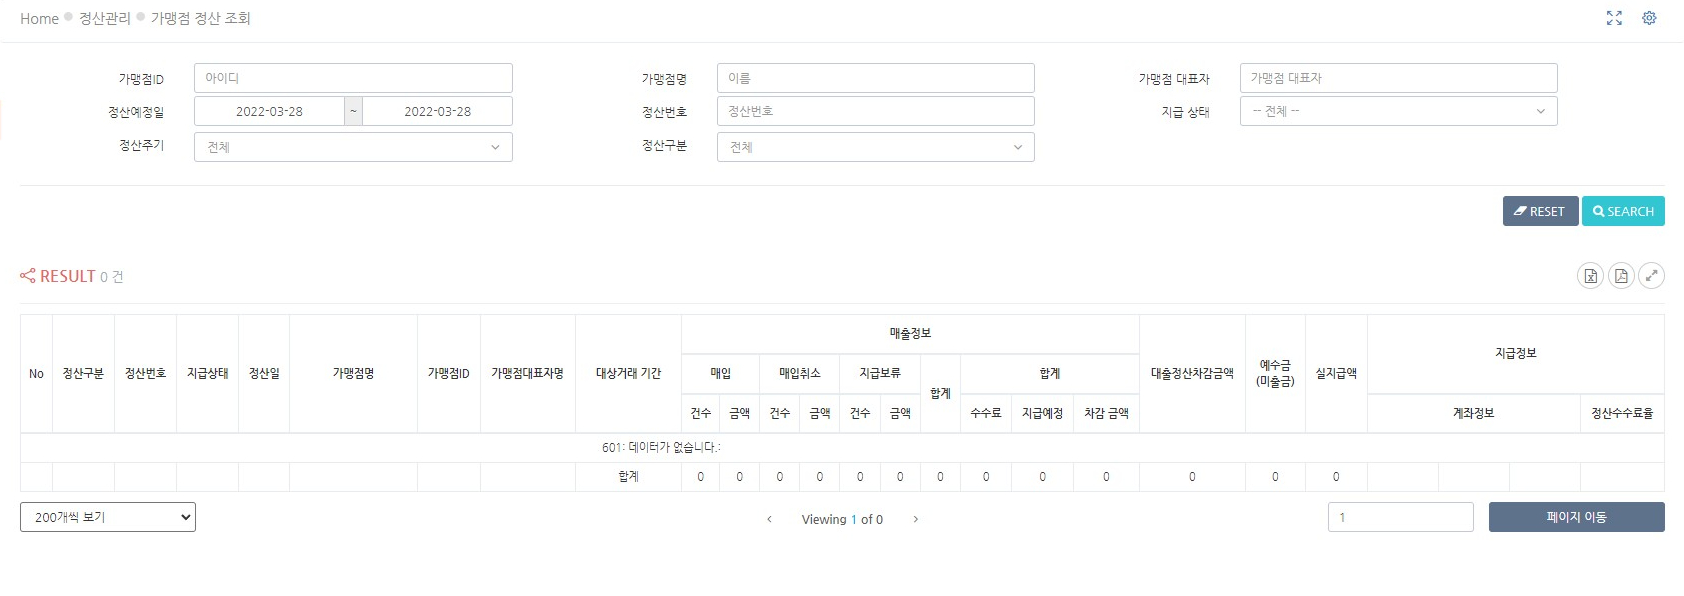 Home 정산관리 가맹점 정산 조회
가맹점ID 아이디 가맹점명 이름 가맹점 대표자 가맹점 대표자
정산예정일 2022-03-28 ~ 2022-03-28 정산번호 정산번호 지급 상태 -- 전체 --
정산주기 전체 정산구분 전체
RESET SEARCH
RESULT 0 건
매출정보
No 정산구분 정산번호 지급상태 정산일 가맹점명 가맹점ID 가맹점대표자명 대상거래 기간 매입 매입취소 지급보류 합계 합계 대출정산차감금액 예수금 실지급액 지급정보
(미출금)
건수 금액 건수 금액 건수 금액 수수료 지급예정 차감 금액 계좌정보 정산수수료율
601: 데이터가 없습니다.:
합계 0 0 0 0 0 0 0 0 0 0 0 0 0
200개씩 보기 Viewing 1 of 0 1 페이지 이동